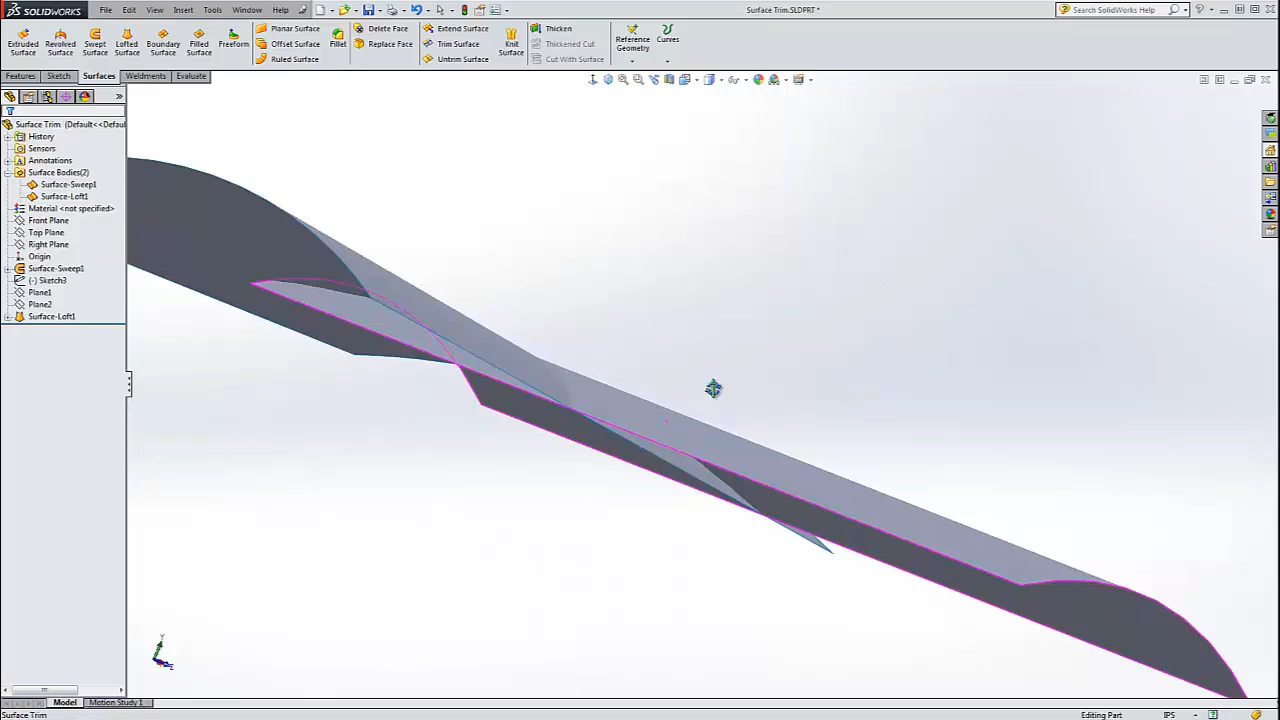 SOLIDWORKS File Edit View Insert Tools Window Help Surface Trim.SLDPRT * Search SolidWorks Help
Extruded Surface Revolved Surface Swept Surface Lofted Surface Boundary Surface Filled Surface Freeform Planar Surface Offset Surface Ruled Surface Fillet Delete Face Replace Face Extend Surface Trim Surface Untrim Surface Knit Surface Thicken Thickened Cut Cut With Surface Reference Geometry Curves
Features Sketch Surfaces Weldments Evaluate
Surface Trim (Default<<Defaul
History
Sensors
Annotations
Surface Bodies(2)
Surface-Sweep1
Surface-Loft1
Material <not specified>
Front Plane
Top Plane
Right Plane
Origin
Surface-Sweep1
(-) Sketch3
Plane1
Plane2
Surface-Loft1
Y
Z
Model Motion Study 1
Surface Trim Editing Part IPS